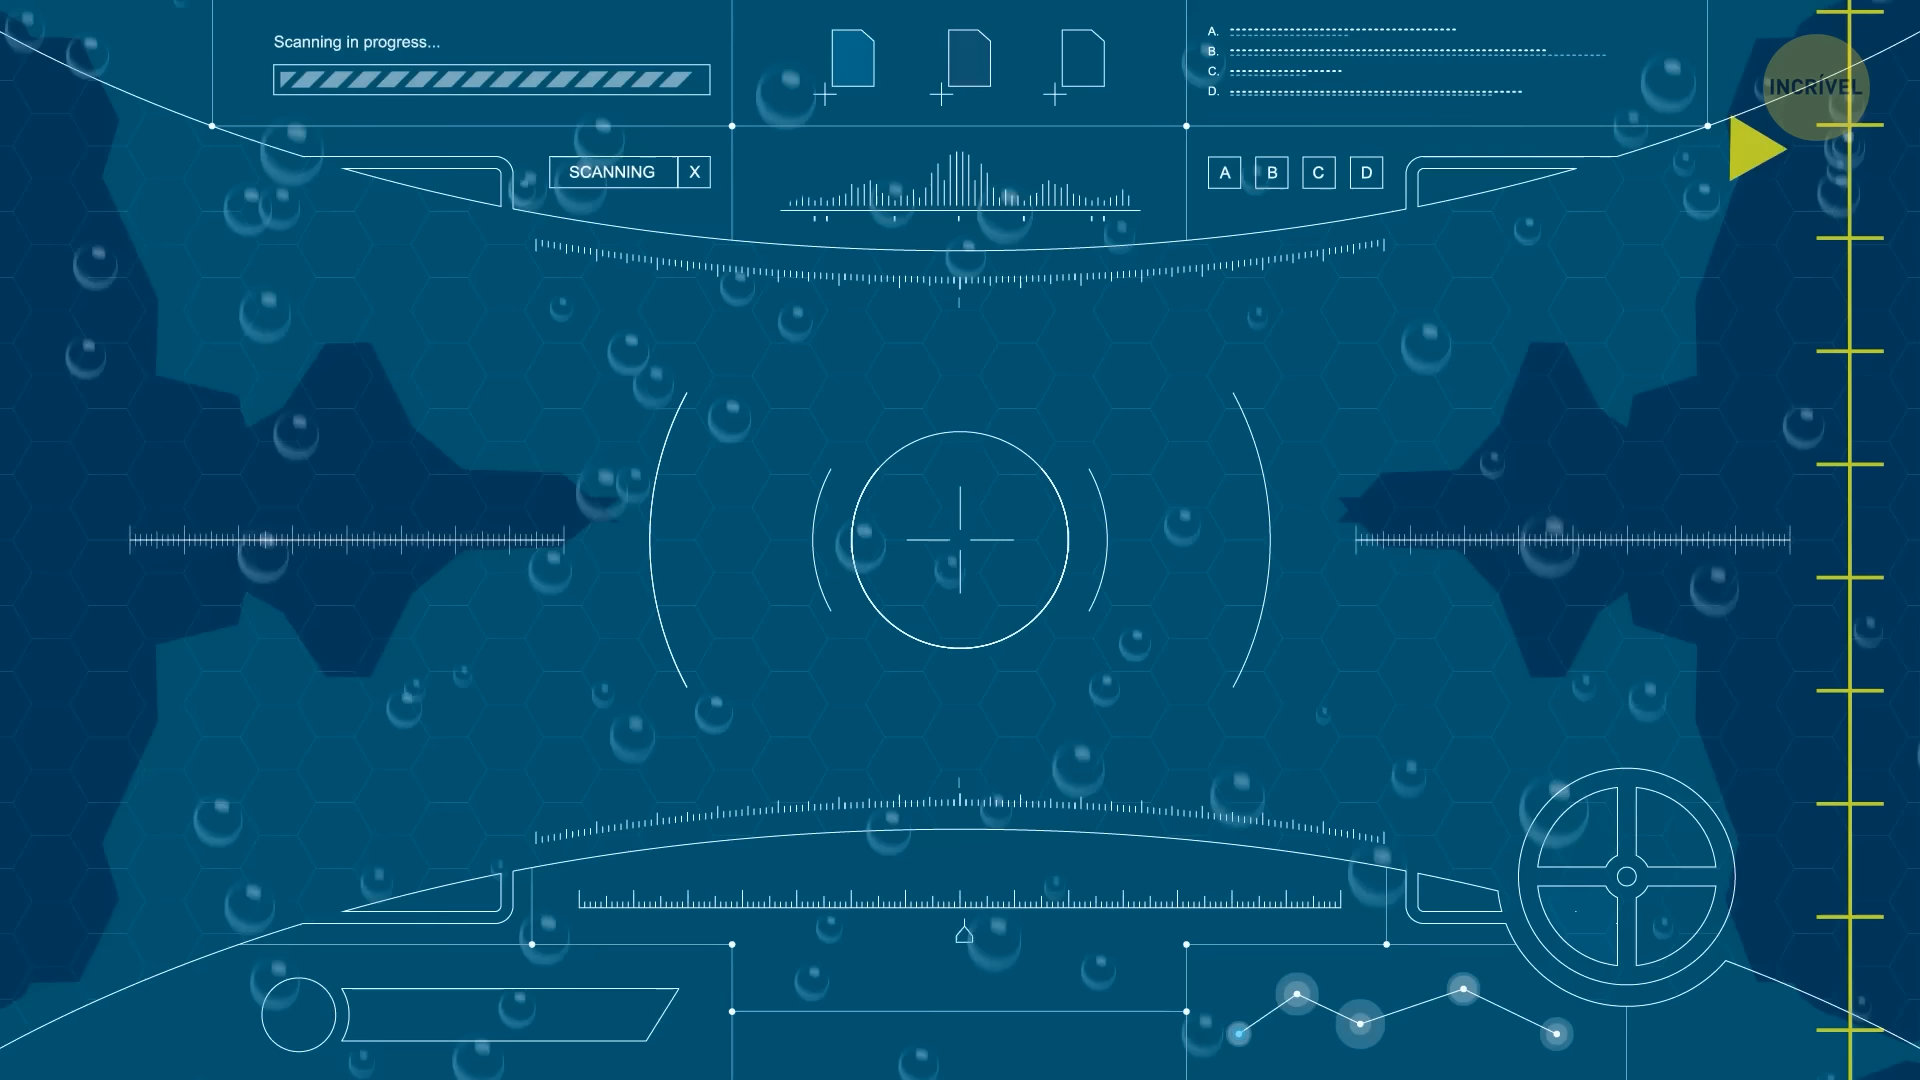 Scanning in progress...
A.
B.
C.
D.
INCRÍVEL
SCANNING X
A B C D